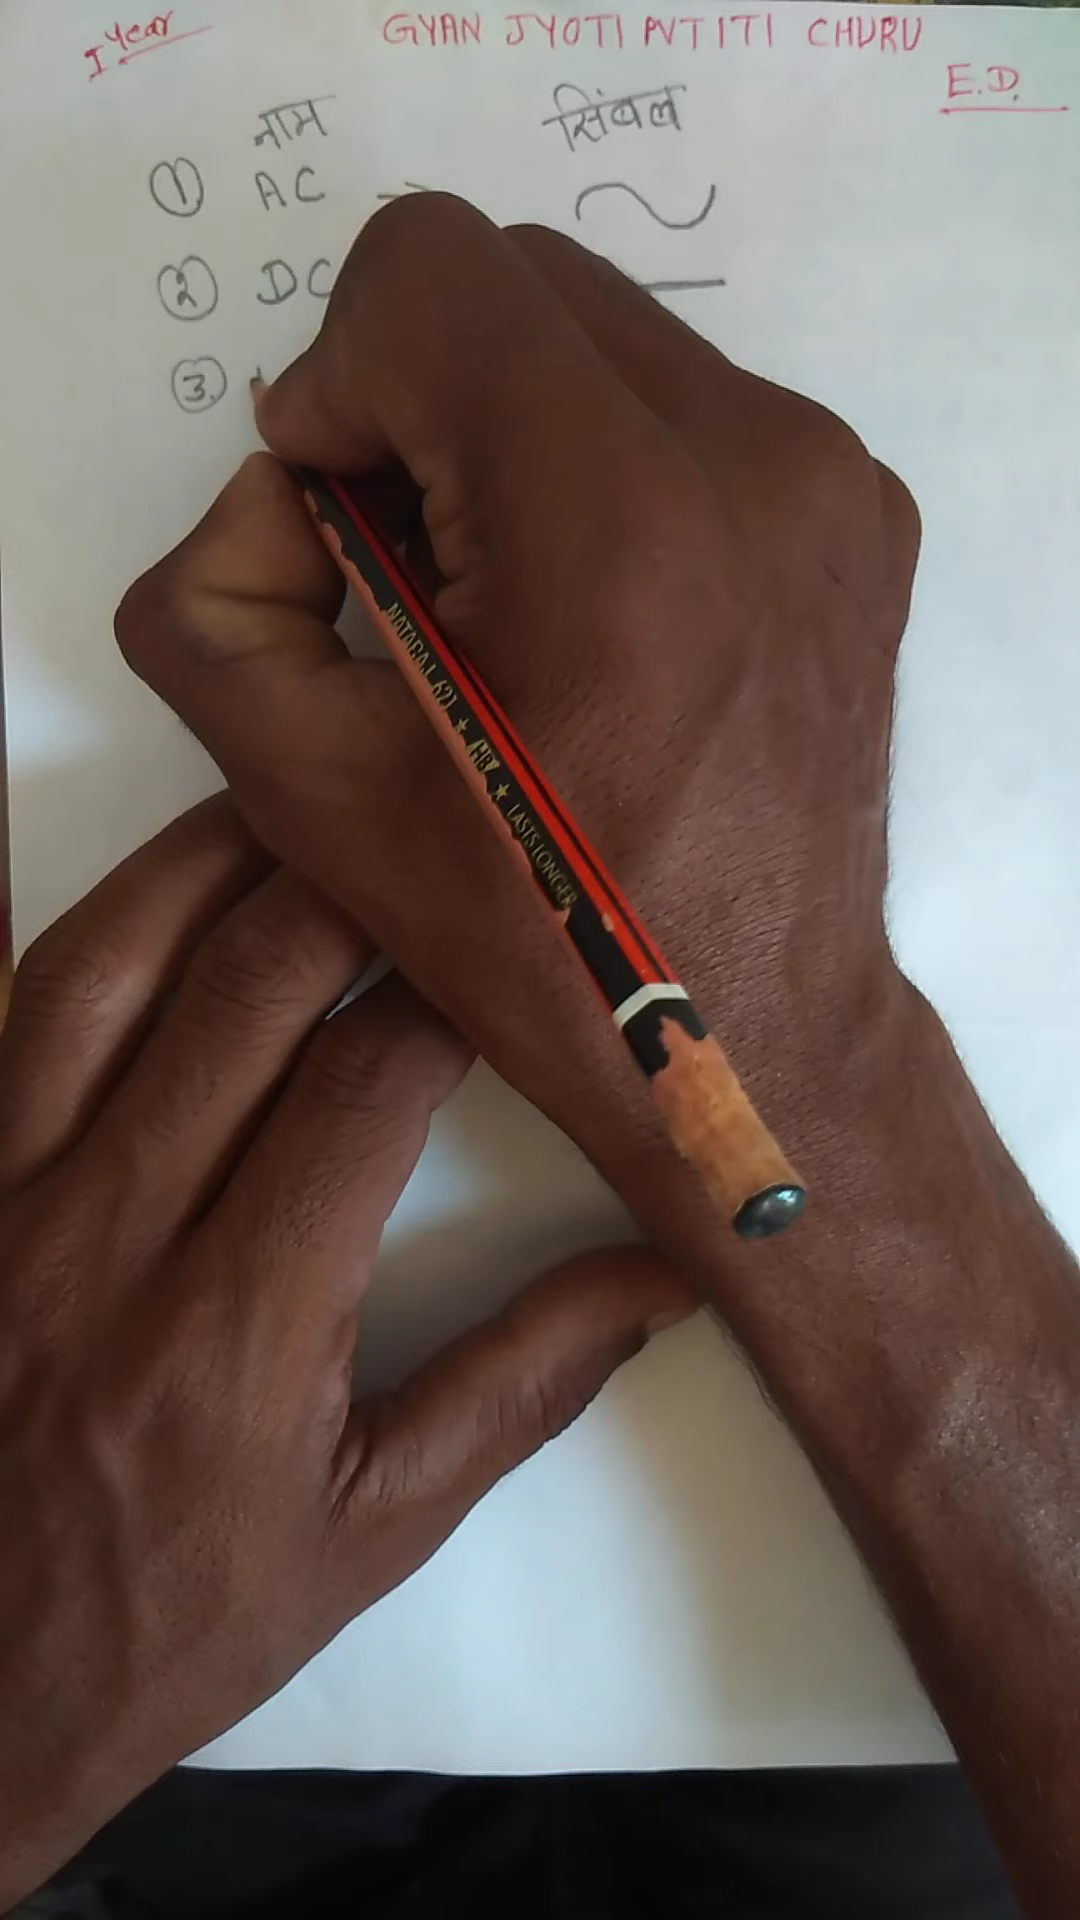 I Year
GYAN JYOTI PVT ITI CHURU
E.D.
नाम सिंबल
① AC → ~
② DC —
③.
NATARAJ 621 ★ HB ★ LASTS LONGER